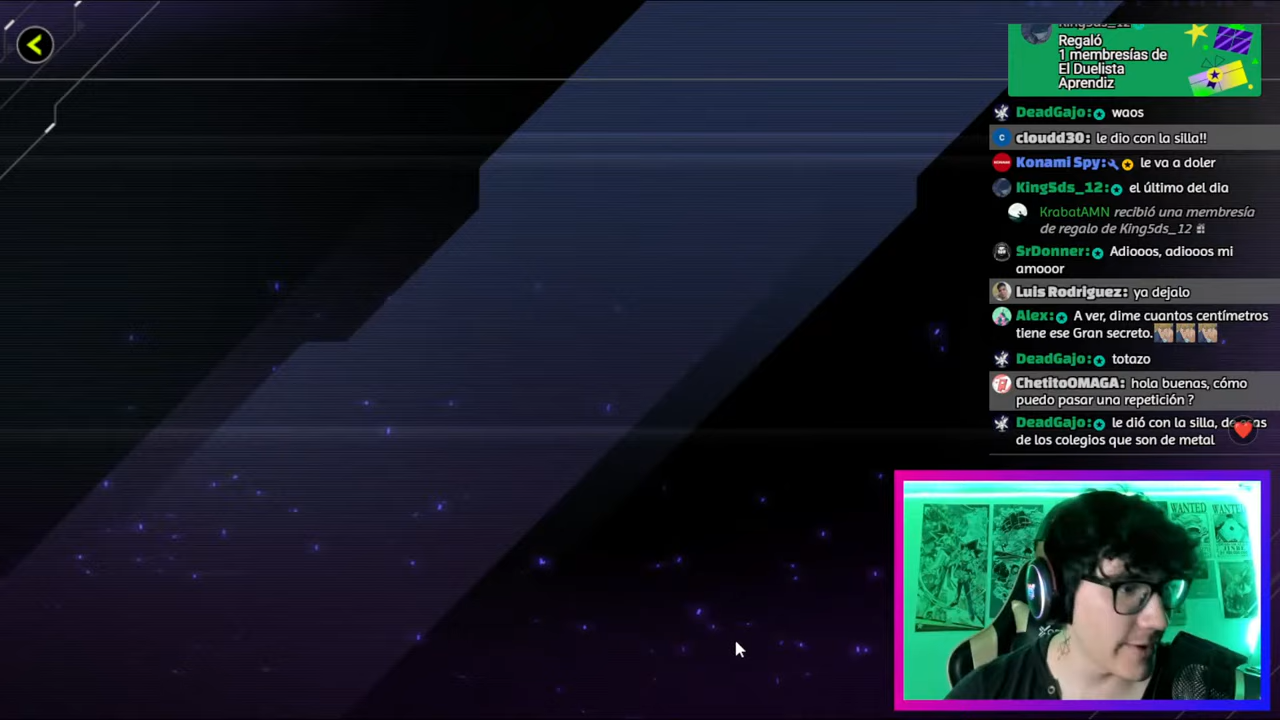 King5ds_12
Regaló
1 membresías de
El Duelista
Aprendiz
DeadGajo: waos
cloudd30: le dio con la silla!!
Konami Spy: le va a doler
King5ds_12: el último del dia
KrabatAMN recibió una membresía
de regalo de King5ds_12
SrDonner: Adiooos, adiooos mi
amooor
Luis Rodriguez: ya dejalo
Alex: A ver, dime cuantos centímetros
tiene ese Gran secreto.
DeadGajo: totazo
ChetitoOMAGA: hola buenas, cómo
puedo pasar una repetición ?
DeadGajo: le dió con la silla,
de los colegios que son de metal
WANTED
WANTED